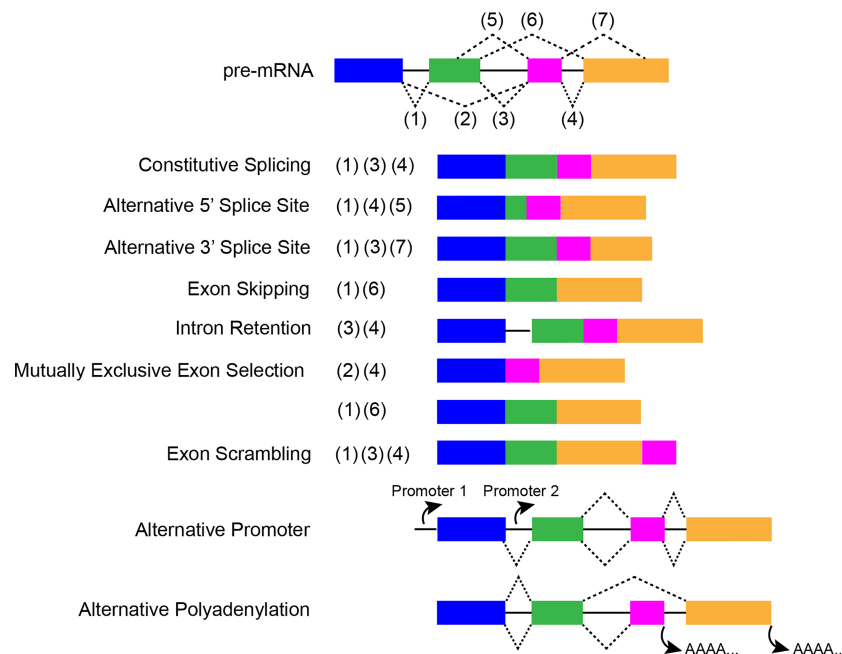 (5) (6) (7)
pre-mRNA
(1) (2) (3) (4)
Constitutive Splicing (1) (3) (4)
Alternative 5' Splice Site (1) (4) (5)
Alternative 3' Splice Site (1) (3) (7)
Exon Skipping (1) (6)
Intron Retention (3) (4)
Mutually Exclusive Exon Selection (2) (4)
(1) (6)
Exon Scrambling (1) (3) (4)
Promoter 1 Promoter 2
Alternative Promoter
Alternative Polyadenylation
AAAA... AAAA..